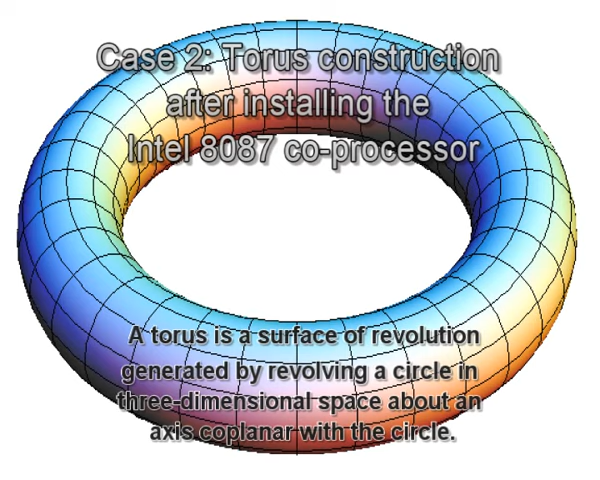 Case 2: Torus construction
after installing the
Intel 8087 co-processor
A torus is a surface of revolution
generated by revolving a circle in
three-dimensional space about an
axis coplanar with the circle.